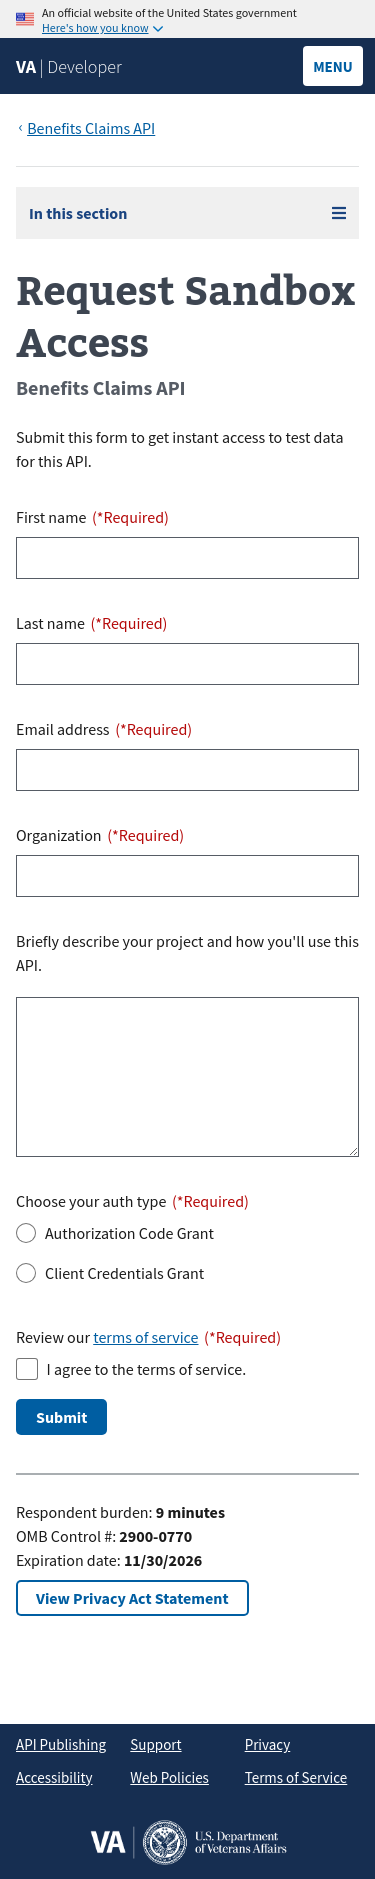 An official website of the United States government
Here's how you know
VA | Developer
MENU
‹ Benefits Claims API
In this section
Request Sandbox
Access
Benefits Claims API
Submit this form to get instant access to test data
for this API.
First name (*Required)
Last name (*Required)
Email address (*Required)
Organization (*Required)
Briefly describe your project and how you'll use this
API.
Choose your auth type (*Required)
Authorization Code Grant
Client Credentials Grant
Review our terms of service (*Required)
I agree to the terms of service.
Submit
Respondent burden: 9 minutes
OMB Control #: 2900-0770
Expiration date: 11/30/2026
View Privacy Act Statement
API Publishing Support Privacy
Accessibility Web Policies Terms of Service
VA | U.S. Department
of Veterans Affairs